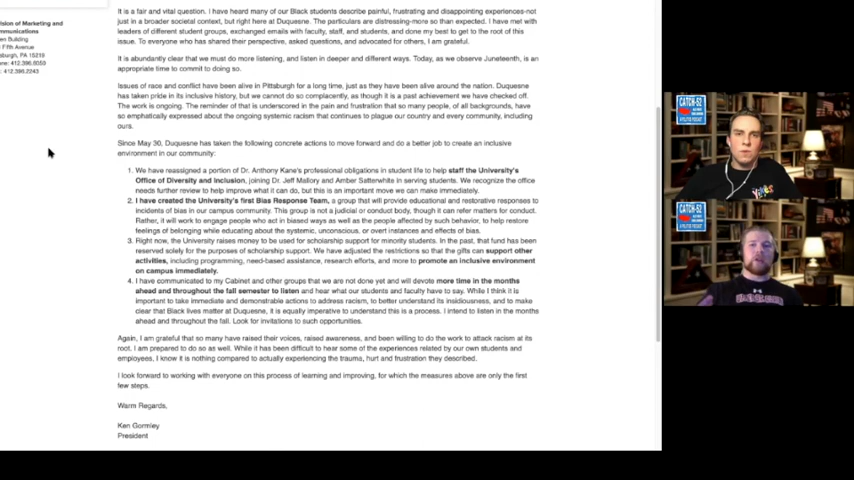 vision of Marketing and
mmunications
en Building
Fifth Avenue
sburgh, PA 15219
ne: 412.396.6050
: 412.396.2243
It is a fair and vital question. I have heard many of our Black students describe painful, frustrating and disappointing experiences-not
just in a broader societal context, but right here at Duquesne. The particulars are distressing-more so than expected. I have met with
leaders of different student groups, exchanged emails with faculty, staff, and students, and done my best to get to the root of this
issue. To everyone who has shared their perspective, asked questions, and advocated for others, I am grateful.
It is abundantly clear that we must do more listening, and listen in deeper and different ways. Today, as we observe Juneteenth, is an
appropriate time to commit to doing so.
Issues of race and conflict have been alive in Pittsburgh for a long time, just as they have been alive around the nation. Duquesne
has taken pride in its inclusive history, but we cannot do so complacently, as though it is a past achievement we have checked off.
The work is ongoing. The reminder of that is underscored in the pain and frustration that so many people, of all backgrounds, have
so emphatically expressed about the ongoing systemic racism that continues to plague our country and every community, including
ours.
Since May 30, Duquesne has taken the following concrete actions to move forward and do a better job to create an inclusive
environment in our community:
1. We have reassigned a portion of Dr. Anthony Kane's professional obligations in student life to help staff the University's
Office of Diversity and Inclusion, joining Dr. Jeff Mallory and Amber Satterwhite in serving students. We recognize the office
needs further review to help improve what it can do, but this is an important move we can make immediately.
2. I have created the University's first Bias Response Team, a group that will provide educational and restorative responses to
incidents of bias in our campus community. This group is not a judicial or conduct body, though it can refer matters for conduct.
Rather, it will work to engage people who act in biased ways as well as the people affected by such behavior, to help restore
feelings of belonging while educating about the systemic, unconscious, or overt instances and effects of bias.
3. Right now, the University raises money to be used for scholarship support for minority students. In the past, that fund has been
reserved solely for the purposes of scholarship support. We have adjusted the restrictions so that the gifts can support other
activities, including programming, need-based assistance, research efforts, and more to promote an inclusive environment
on campus immediately.
4. I have communicated to my Cabinet and other groups that we are not done yet and will devote more time in the months
ahead and throughout the fall semester to listen and hear what our students and faculty have to say. While I think it is
important to take immediate and demonstrable actions to address racism, to better understand its insidiousness, and to make
clear that Black lives matter at Duquesne, it is equally imperative to understand this is a process. I intend to listen in the months
ahead and throughout the fall. Look for invitations to such opportunities.
Again, I am grateful that so many have raised their voices, raised awareness, and been willing to do the work to attack racism at its
root. I am prepared to do so as well. While it has been difficult to hear some of the experiences related by our own students and
employees, I know it is nothing compared to actually experiencing the trauma, hurt and frustration they described.
I look forward to working with everyone on this process of learning and improving, for which the measures above are only the first
few steps.
Warm Regards,
Ken Gormley
President
CATCH-52
CATCH-52